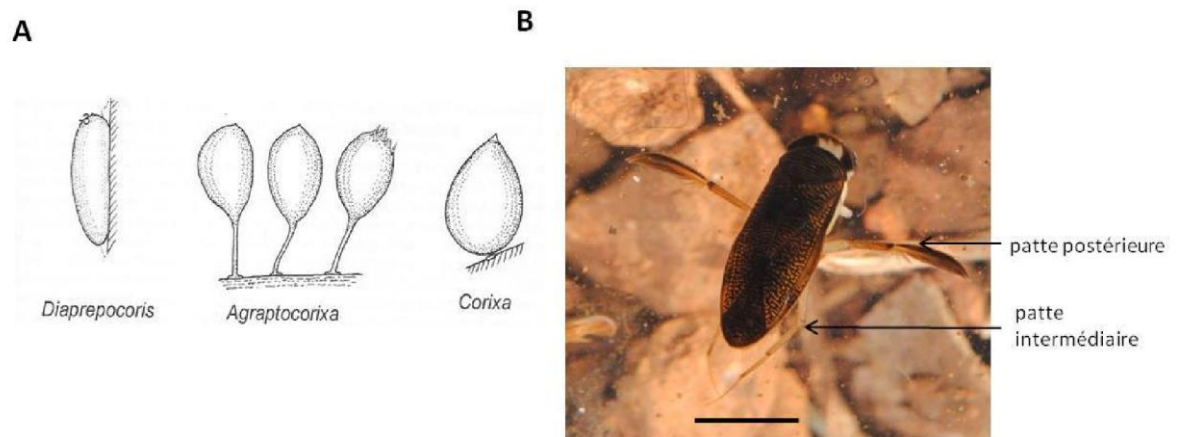 A
B
Diaprepocoris
Agraptocorixa
Corixa
patte postérieure
patte
intermédiaire